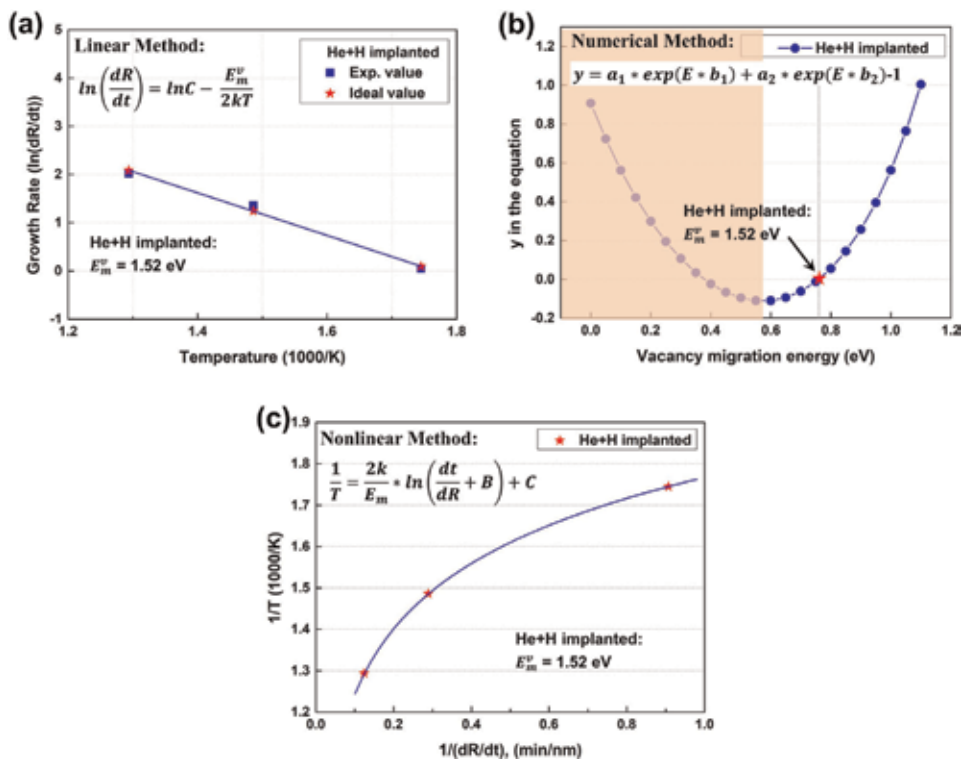 (a)
Linear Method:
ln(dR/dt) = lnC − E_m^v/2kT
He+H implanted
Exp. value
Ideal value
He+H implanted:
E_m^v = 1.52 eV
Growth Rate (ln(dR/dt))
5
4
3
2
1
0
-1
1.2 1.4 1.6 1.8
Temperature (1000/K)
(b)
Numerical Method:
He+H implanted
y = a₁ * exp(E * b₁) + a₂ * exp(E * b₂)-1
He+H implanted:
E_m^v = 1.52 eV
y in the equation
1.2
1.0
0.8
0.6
0.4
0.2
0.0
-0.2
0.0 0.2 0.4 0.6 0.8 1.0 1.2
Vacancy migration energy (eV)
(c)
Nonlinear Method:
He+H implanted
1/T = 2k/E_m * ln(dt/dR + B) + C
He+H implanted:
E_m^v = 1.52 eV
1/T (1000/K)
1.9
1.8
1.7
1.6
1.5
1.4
1.3
1.2
0.0 0.2 0.4 0.6 0.8 1.0
1/(dR/dt), (min/nm)